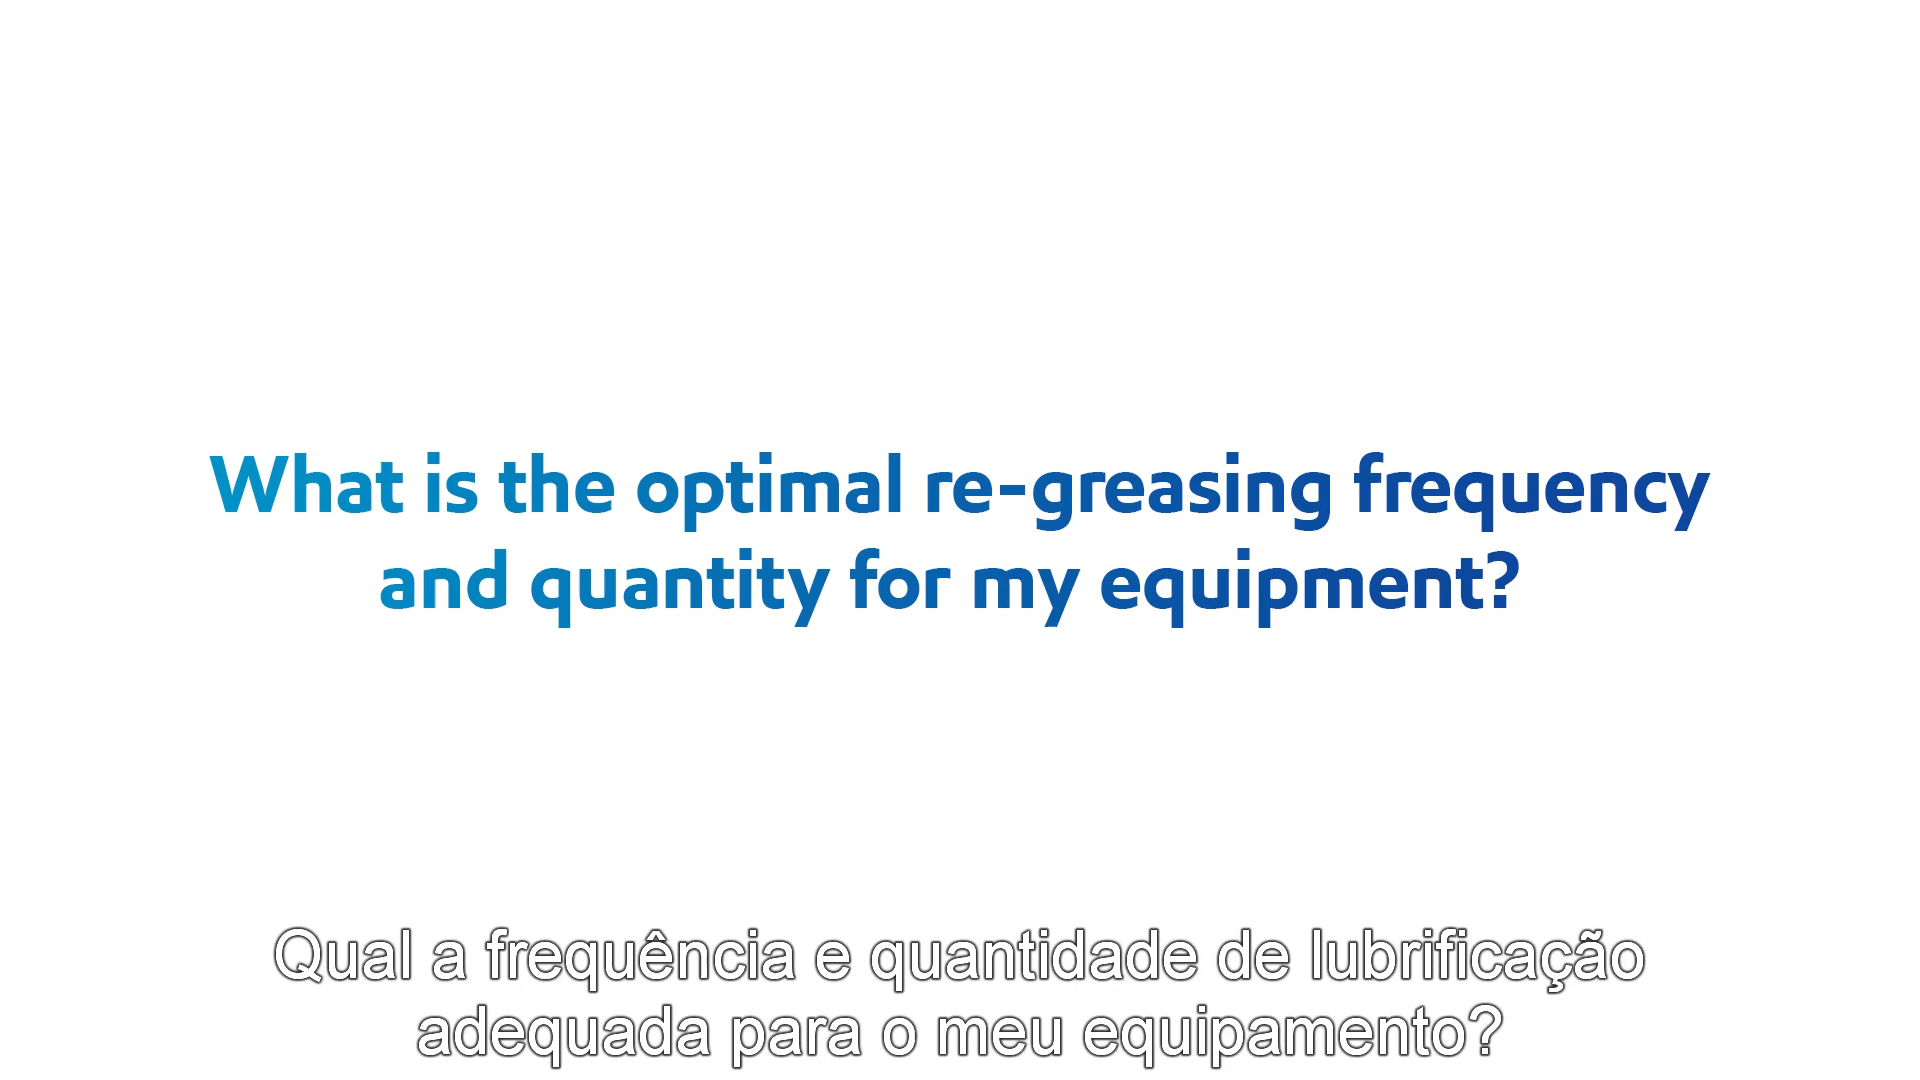 What is the optimal re-greasing frequency
and quantity for my equipment?
Qual a frequência e quantidade de lubrificação
adequada para o meu equipamento?